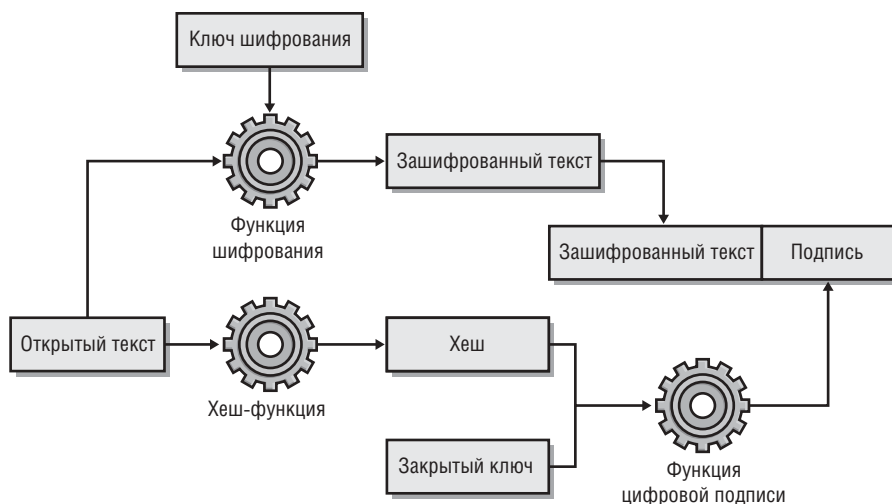 Ключ шифрования
Зашифрованный текст
Функция
шифрования
Зашифрованный текст
Подпись
Открытый текст
Хеш
Хеш-функция
Закрытый ключ
Функция
цифровой подписи